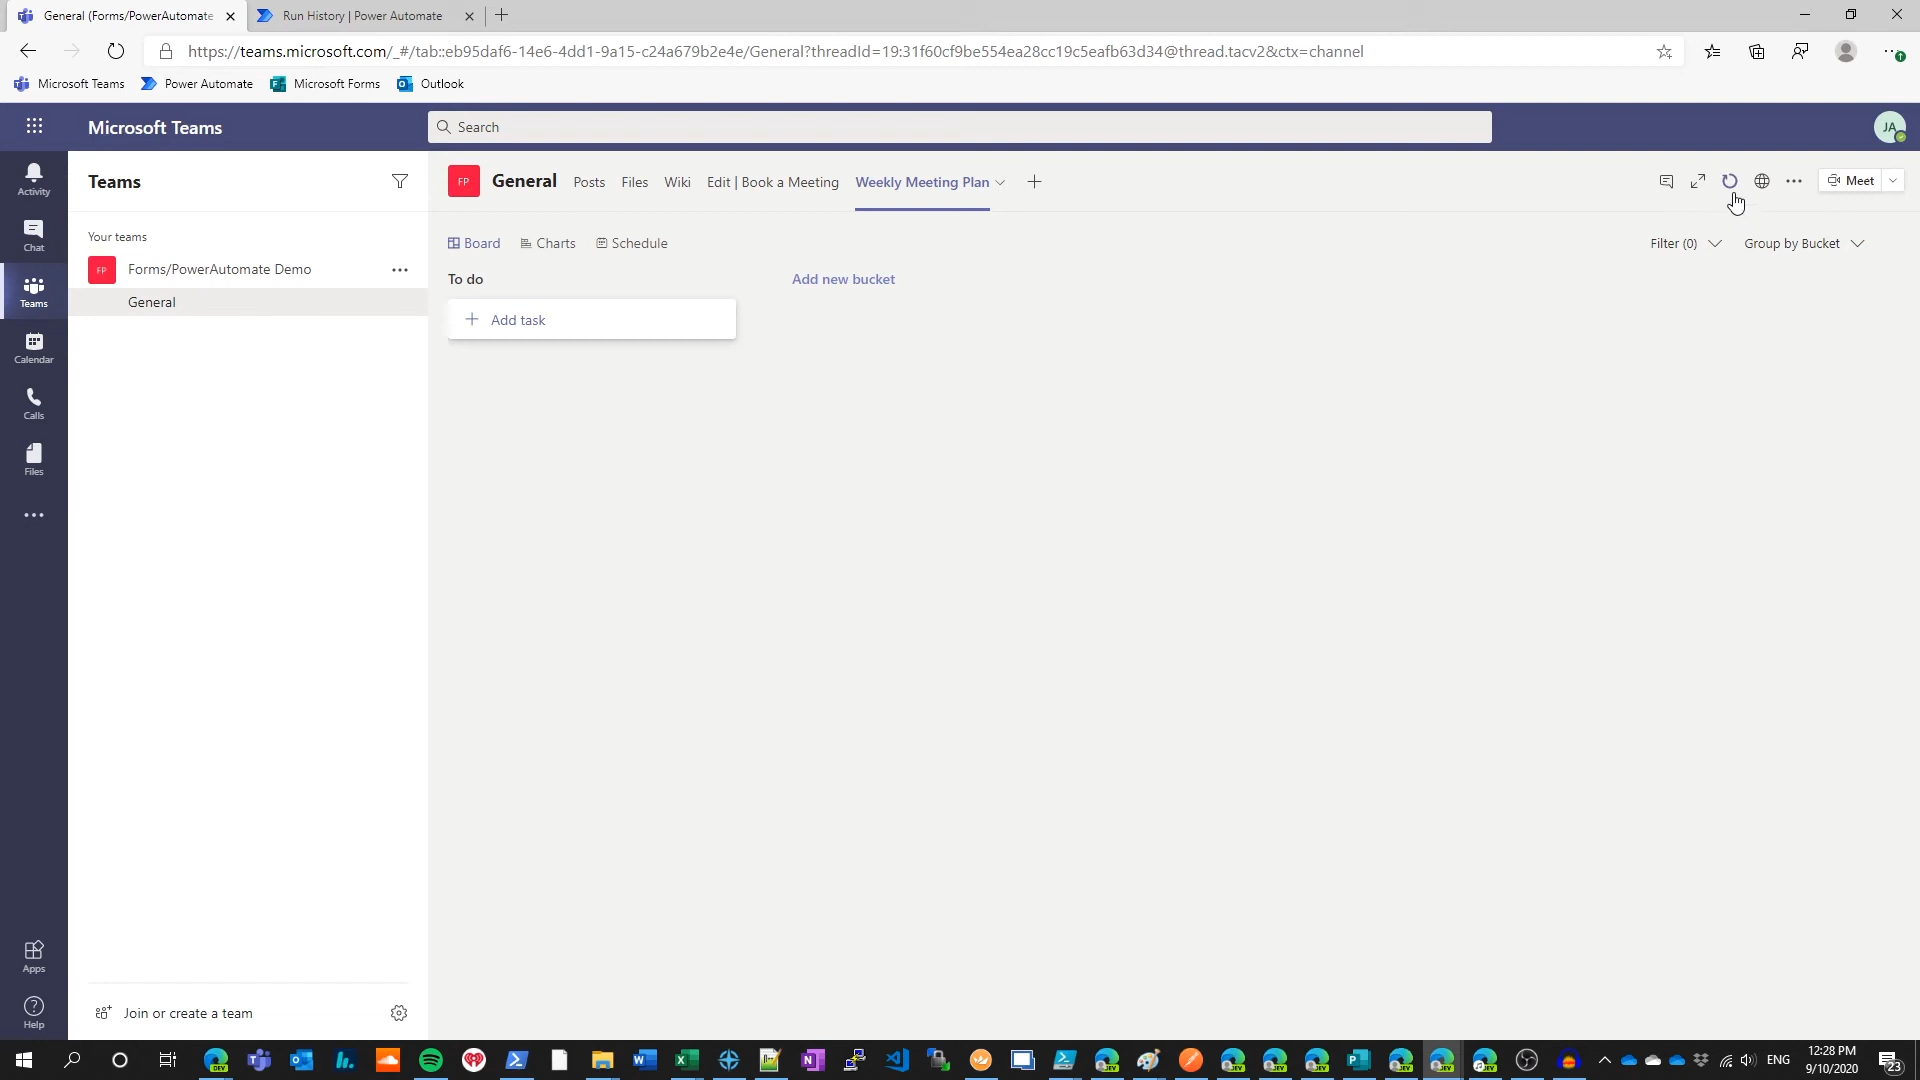 General (Forms/PowerAutomate
Run History | Power Automate
https://teams.microsoft.com/_#/tab::eb95daf6-14e6-4dd1-9a15-c24a679b2e4e/General?threadId=19:31f60cf9be554ea28cc19c5eafb63d34@thread.tacv2&ctx=channel
Microsoft Teams Power Automate Microsoft Forms Outlook
Microsoft Teams
Search
JA
Activity
Chat
Teams
Calendar
Calls
Files
Apps
Help
Teams
Your teams
FP Forms/PowerAutomate Demo
General
Join or create a team
FP General Posts Files Wiki Edit | Book a Meeting Weekly Meeting Plan
Meet
Board Charts Schedule
Filter (0) Group by Bucket
To do Add new bucket
Add task
ENG
12:28 PM
9/10/2020
23